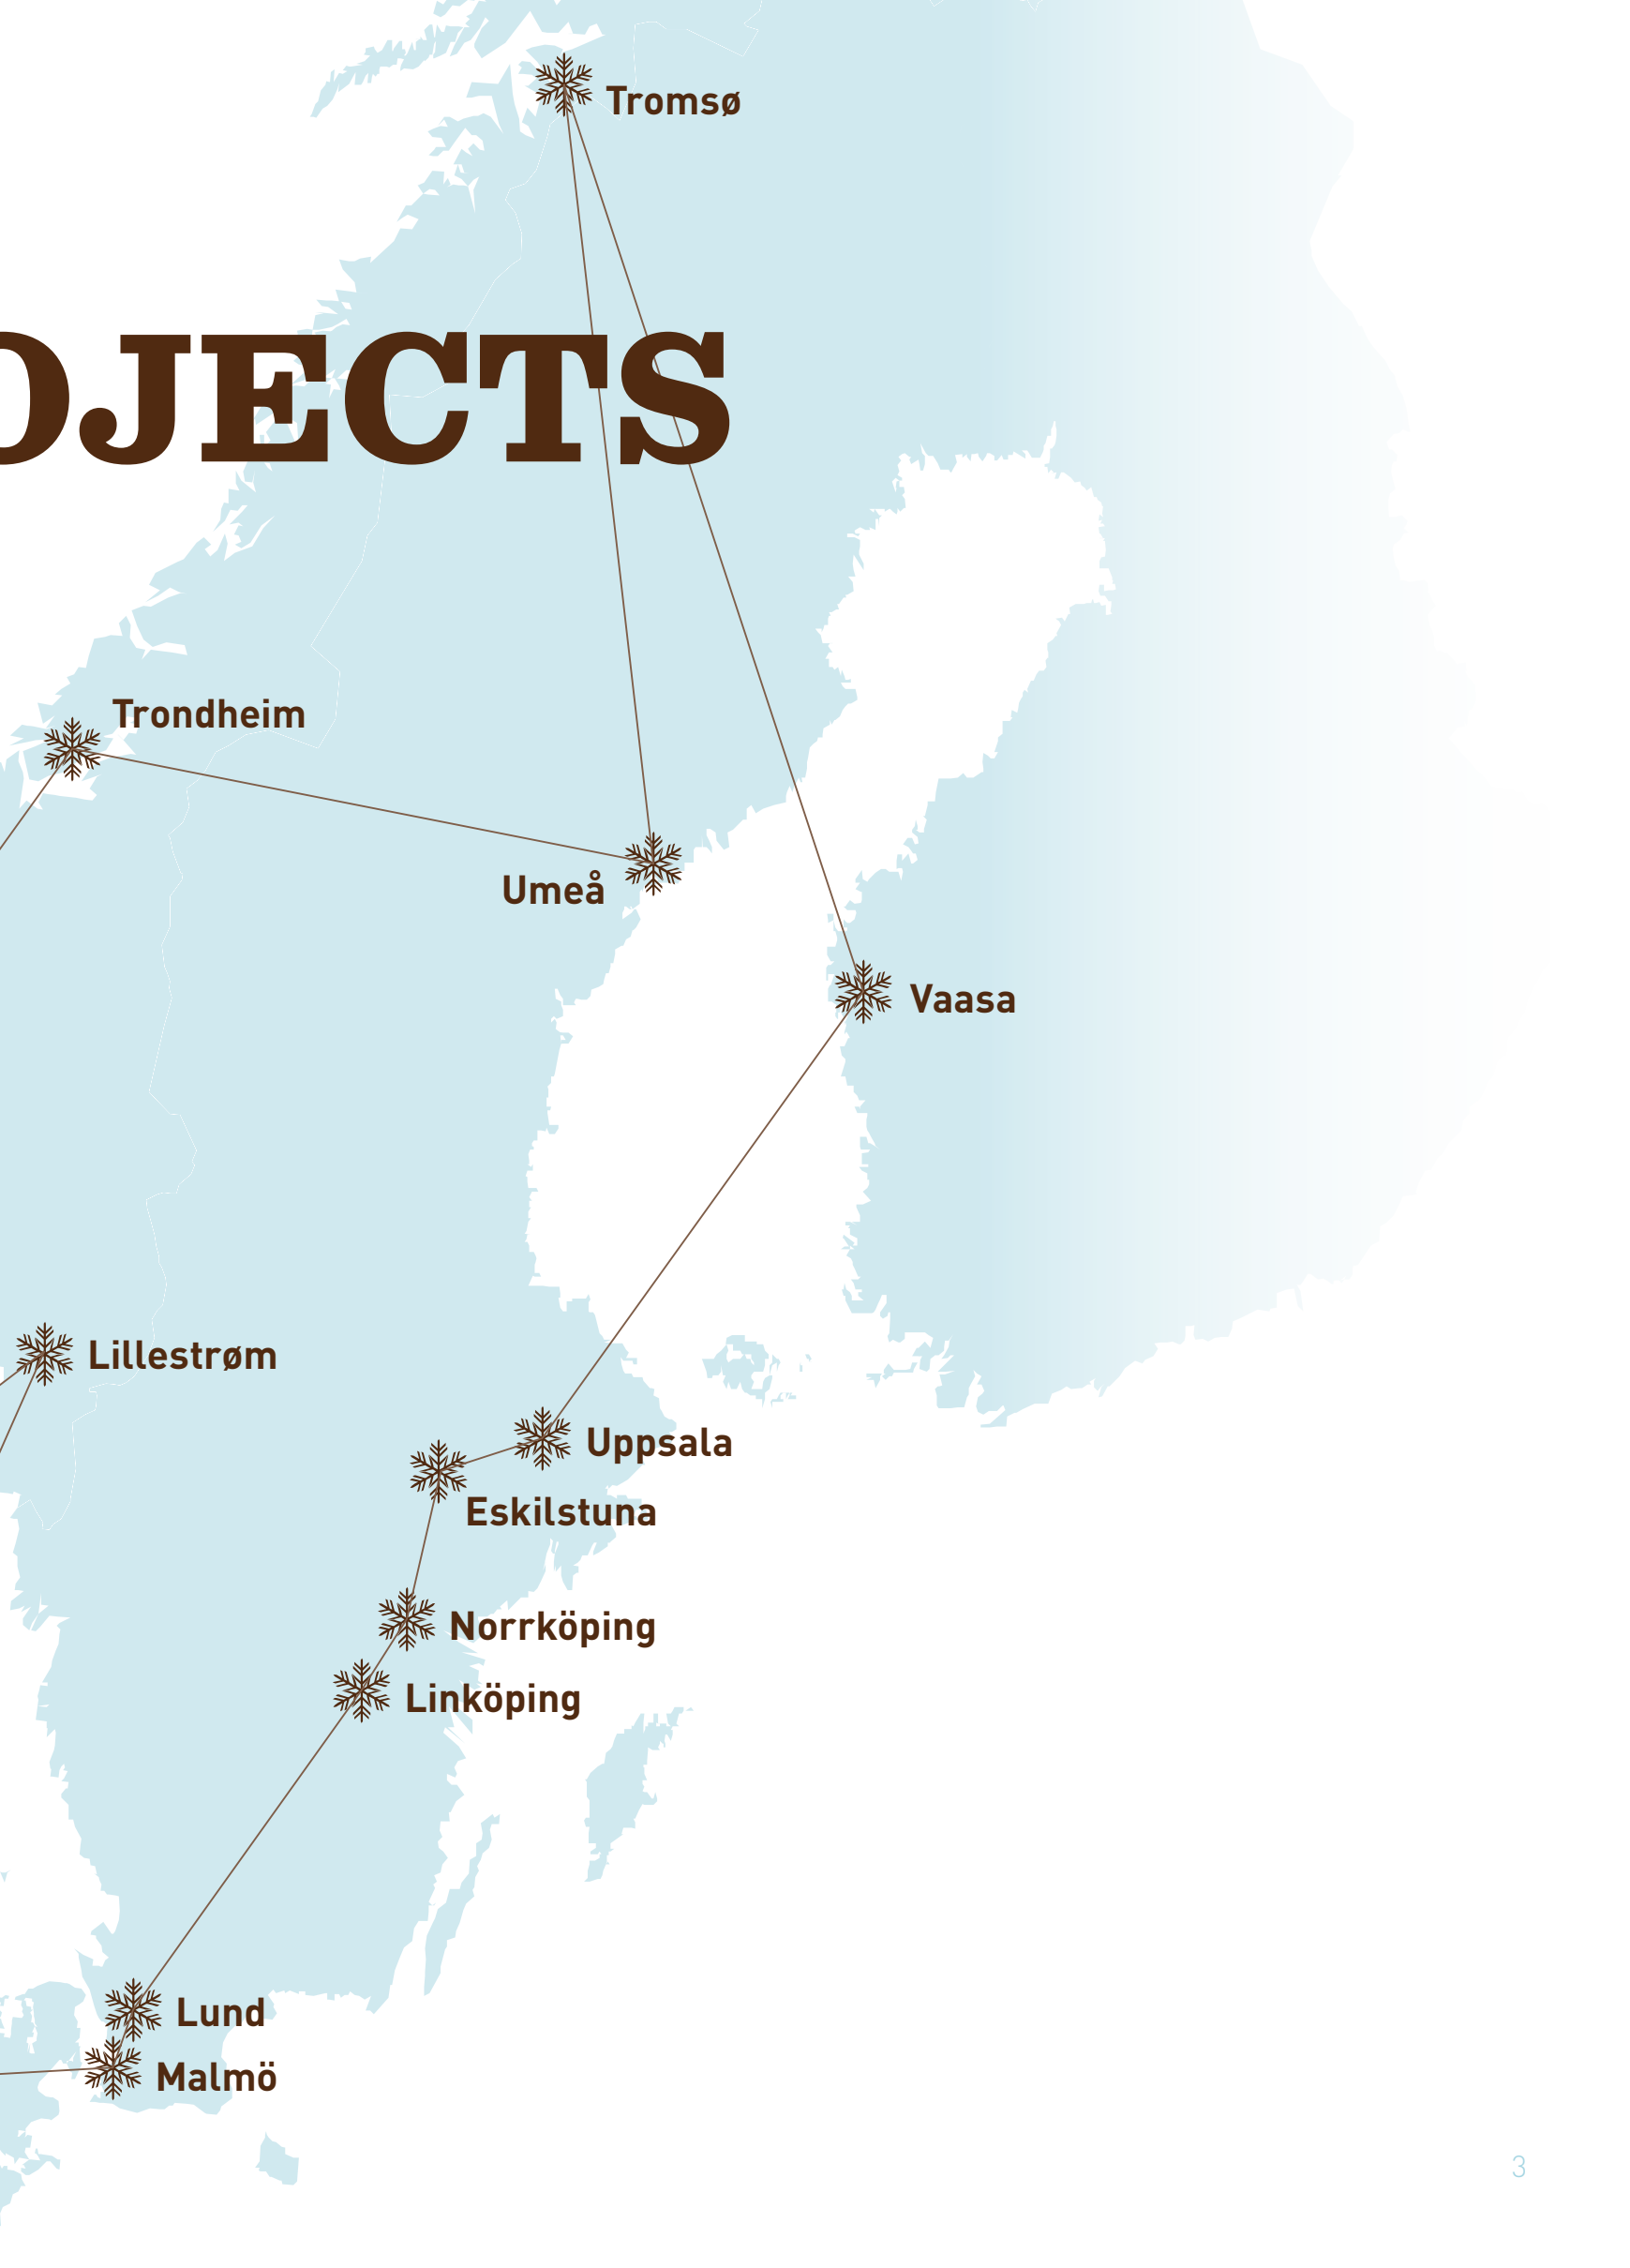 Tromsø
OJECTS
Trondheim
Umeå
Vaasa
Lillestrøm
Uppsala
Eskilstuna
Norrköping
Linköping
Lund
Malmö
3